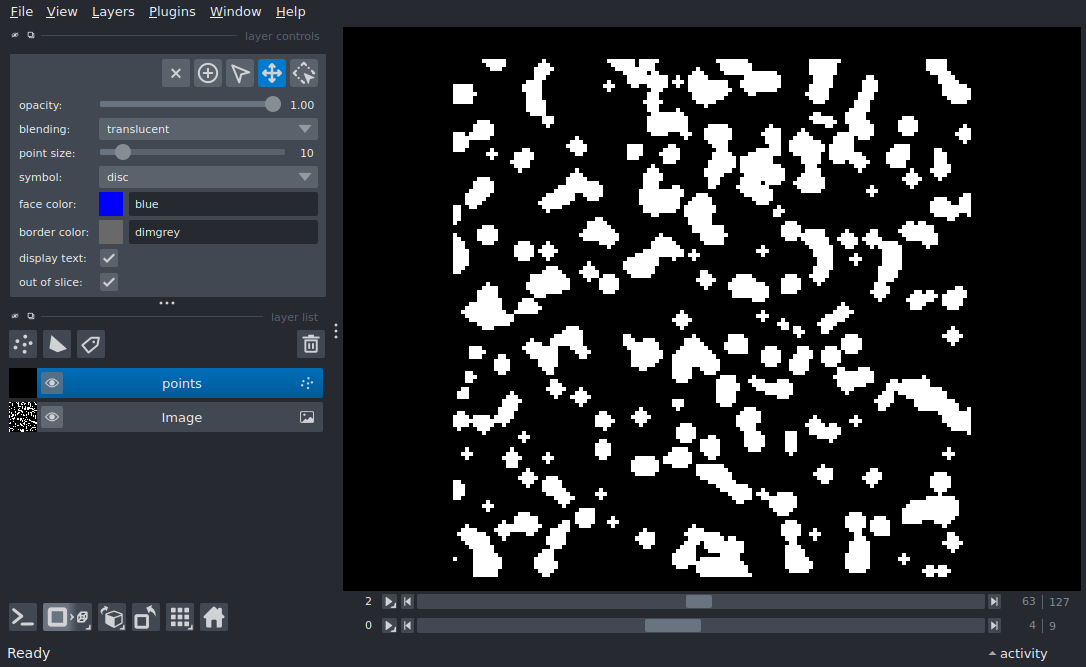 File View Layers Plugins Window Help
layer controls
opacity: 1.00
blending: translucent
point size: 10
symbol: disc
face color: blue
border color: dimgrey
display text:
out of slice:
layer list
points
Image
2 63 127
0 4 9
Ready activity